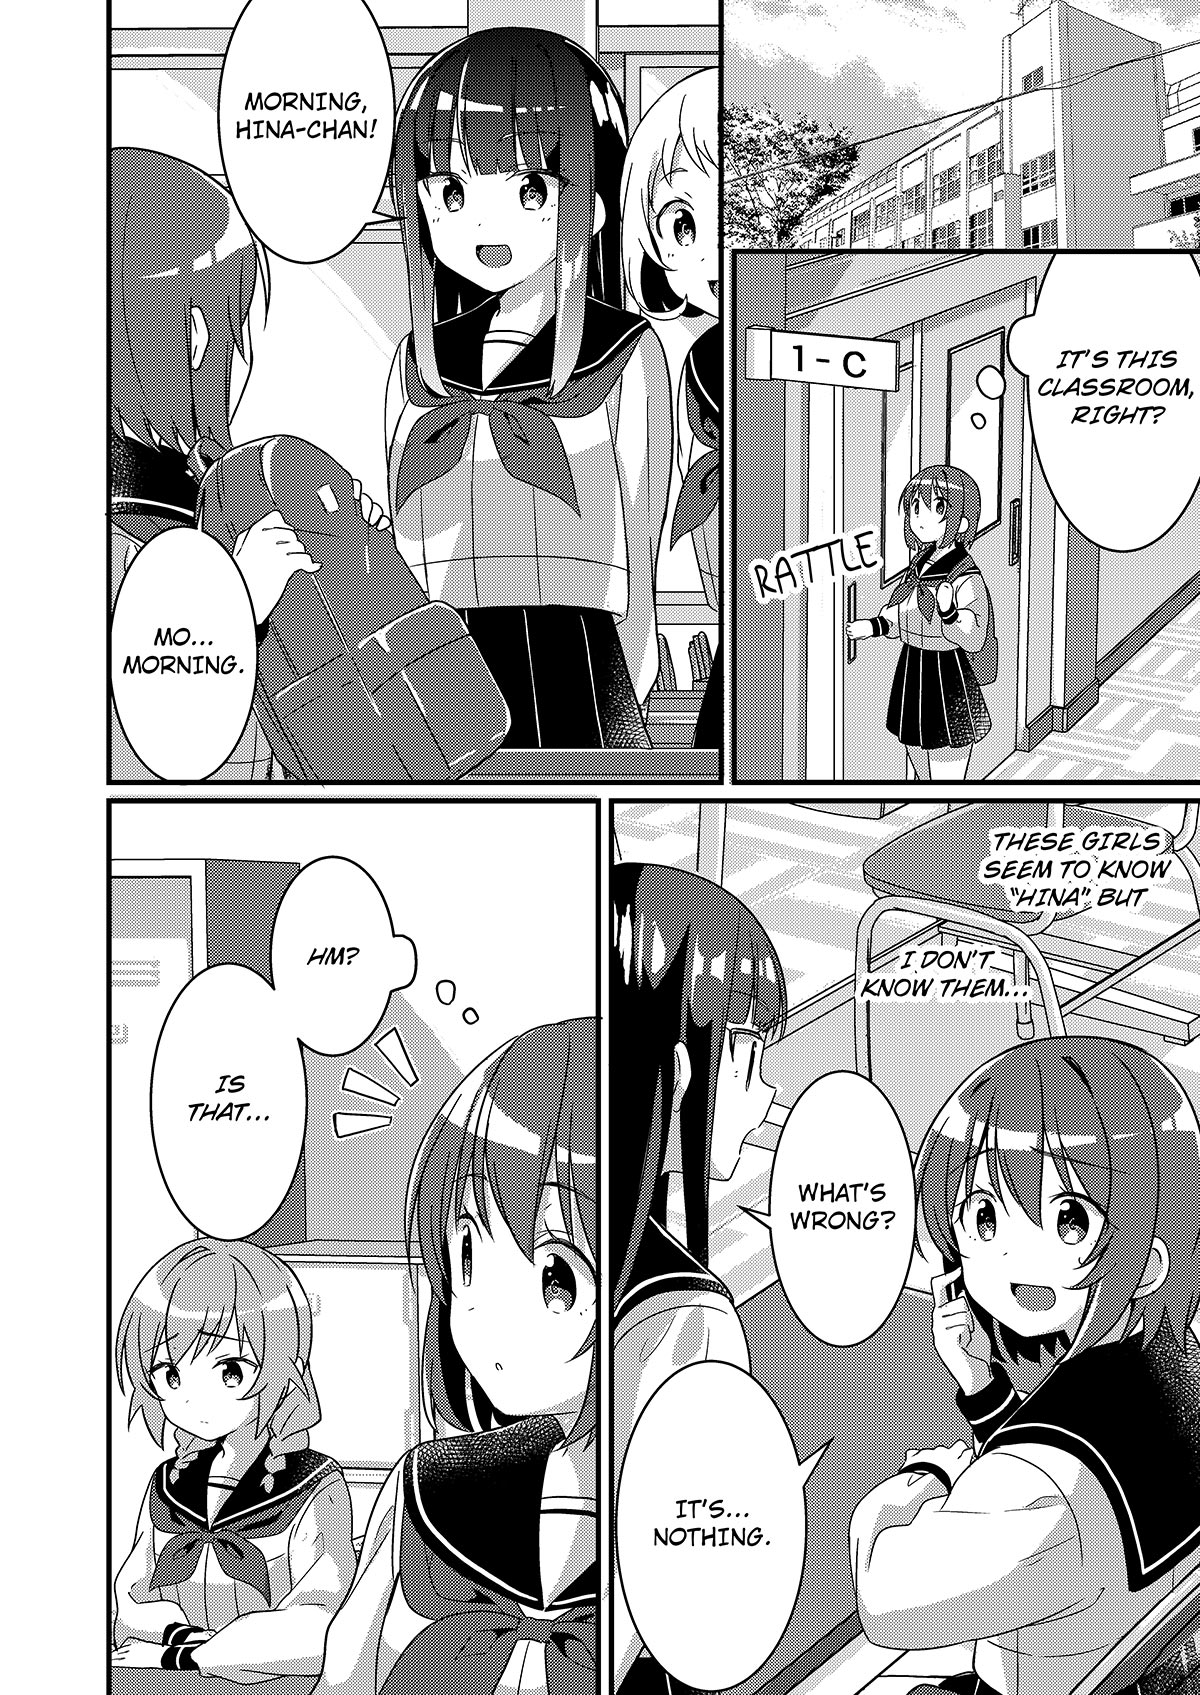 IT'S THIS
CLASSROOM,
RIGHT?
1-C
RATTLE
MORNING,
HINA-CHAN!
MO...
MORNING.
THESE GIRLS
SEEM TO KNOW
"HINA" BUT
I DON'T
KNOW THEM...
WHAT'S
WRONG?
IT'S...
NOTHING.
HM?
IS
THAT...